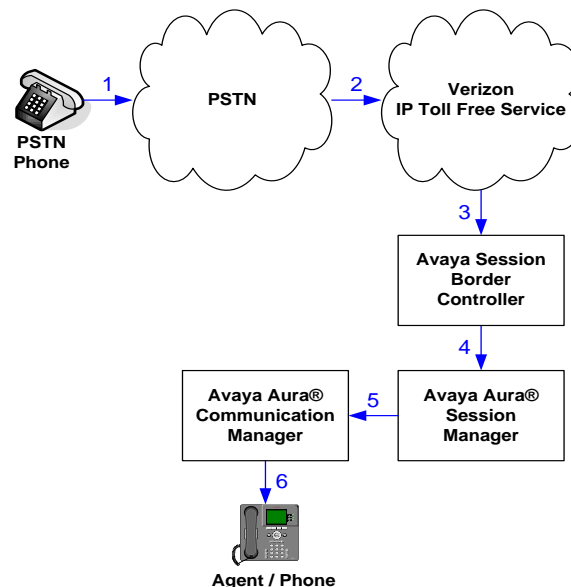 1
2
PSTN
Verizon
IP Toll Free Service
PSTN
Phone
3
Avaya Session
Border
Controller
4
Avaya Aura®
Communication
Manager
5
Avaya Aura®
Session
Manager
6
Agent / Phone